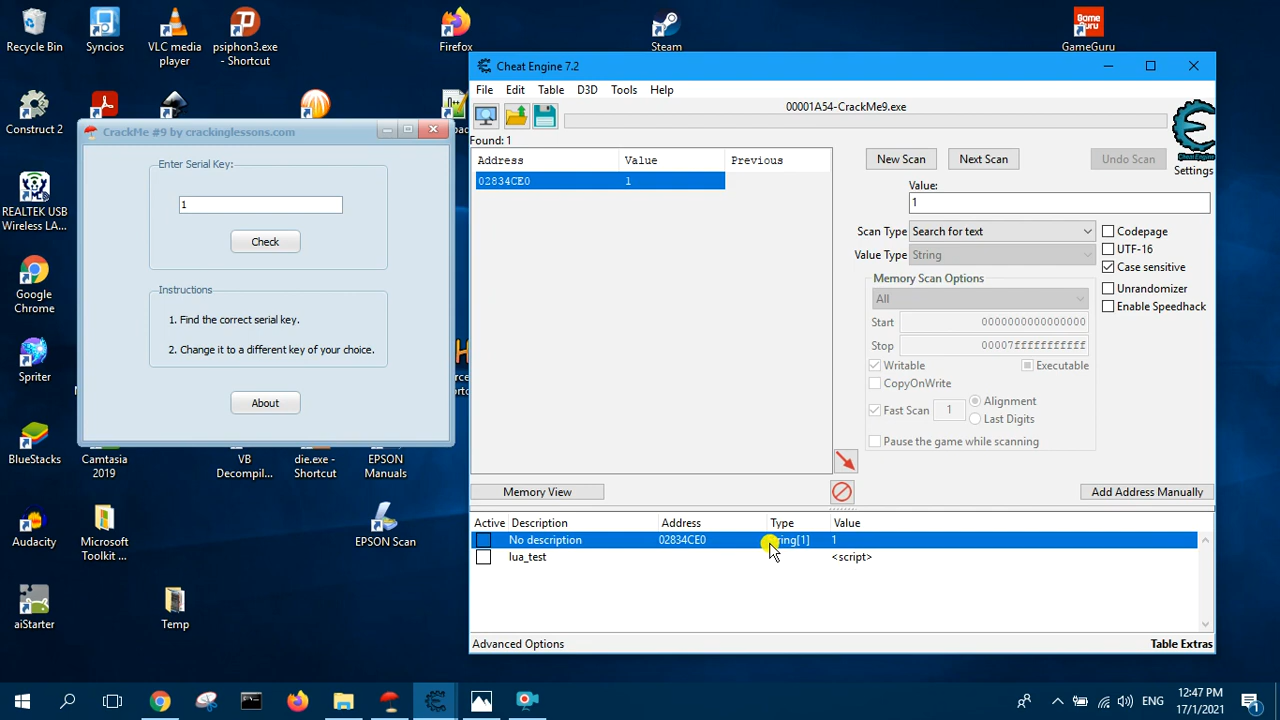 Recycle Bin
Syncios
VLC media
player
psiphon3.exe
- Shortcut
Firefox
Steam
GameGuru
Construct 2
REALTEK USB
Wireless LA...
Google
Chrome
Spriter
BlueStacks
Camtasia
2019
VB
Decompil...
die.exe -
Shortcut
EPSON
Manuals
Audacity
Microsoft
Toolkit ...
EPSON Scan
aiStarter
Temp
CrackMe #9 by crackinglessons.com
Enter Serial Key:
1
Check
Instructions
1. Find the correct serial key.
2. Change it to a different key of your choice.
About
Cheat Engine 7.2
File Edit Table D3D Tools Help
00001A54-CrackMe9.exe
Found: 1
Address Value Previous
02834CE0 1
New Scan Next Scan Undo Scan
Cheat Engine
Settings
Value:
1
Scan Type Search for text
Value Type String
Codepage
UTF-16
Case sensitive
Unrandomizer
Enable Speedhack
Memory Scan Options
All
Start 0000000000000000
Stop 00007fffffffffff
Writable Executable
CopyOnWrite
Fast Scan 1 Alignment
Last Digits
Pause the game while scanning
Memory View
Add Address Manually
Active Description Address Type Value
No description 02834CE0 1
lua_test <script>
Advanced Options Table Extras
ENG
12:47 PM
17/1/2021
1